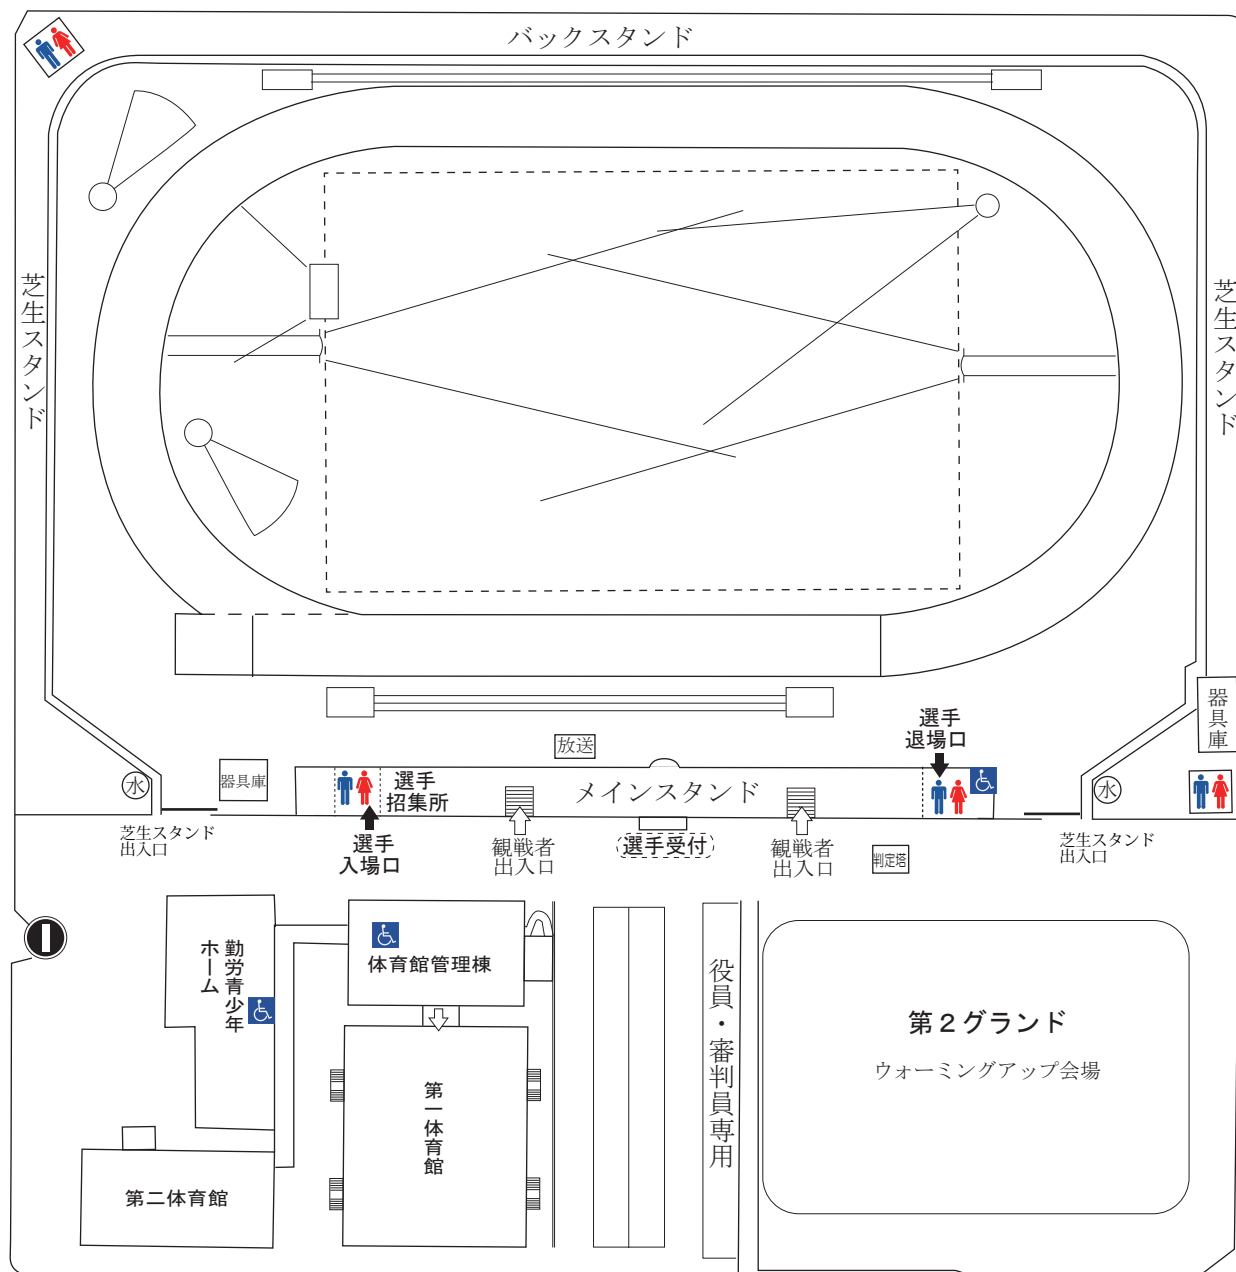 バックスタンド
芝生スタンド
芝生スタンド
器具庫
選手
退場口
放送
器具庫
選手
招集所
メインスタンド
水
水
芝生スタンド
出入口
選手
入場口
観戦者
出入口
選手受付
観戦者
出入口
判定塔
芝生スタンド
出入口
勤労青少年
ホーム
体育館管理棟
役員・審判員専用
第2グランド
ウォーミングアップ会場
第一体育館
第二体育館